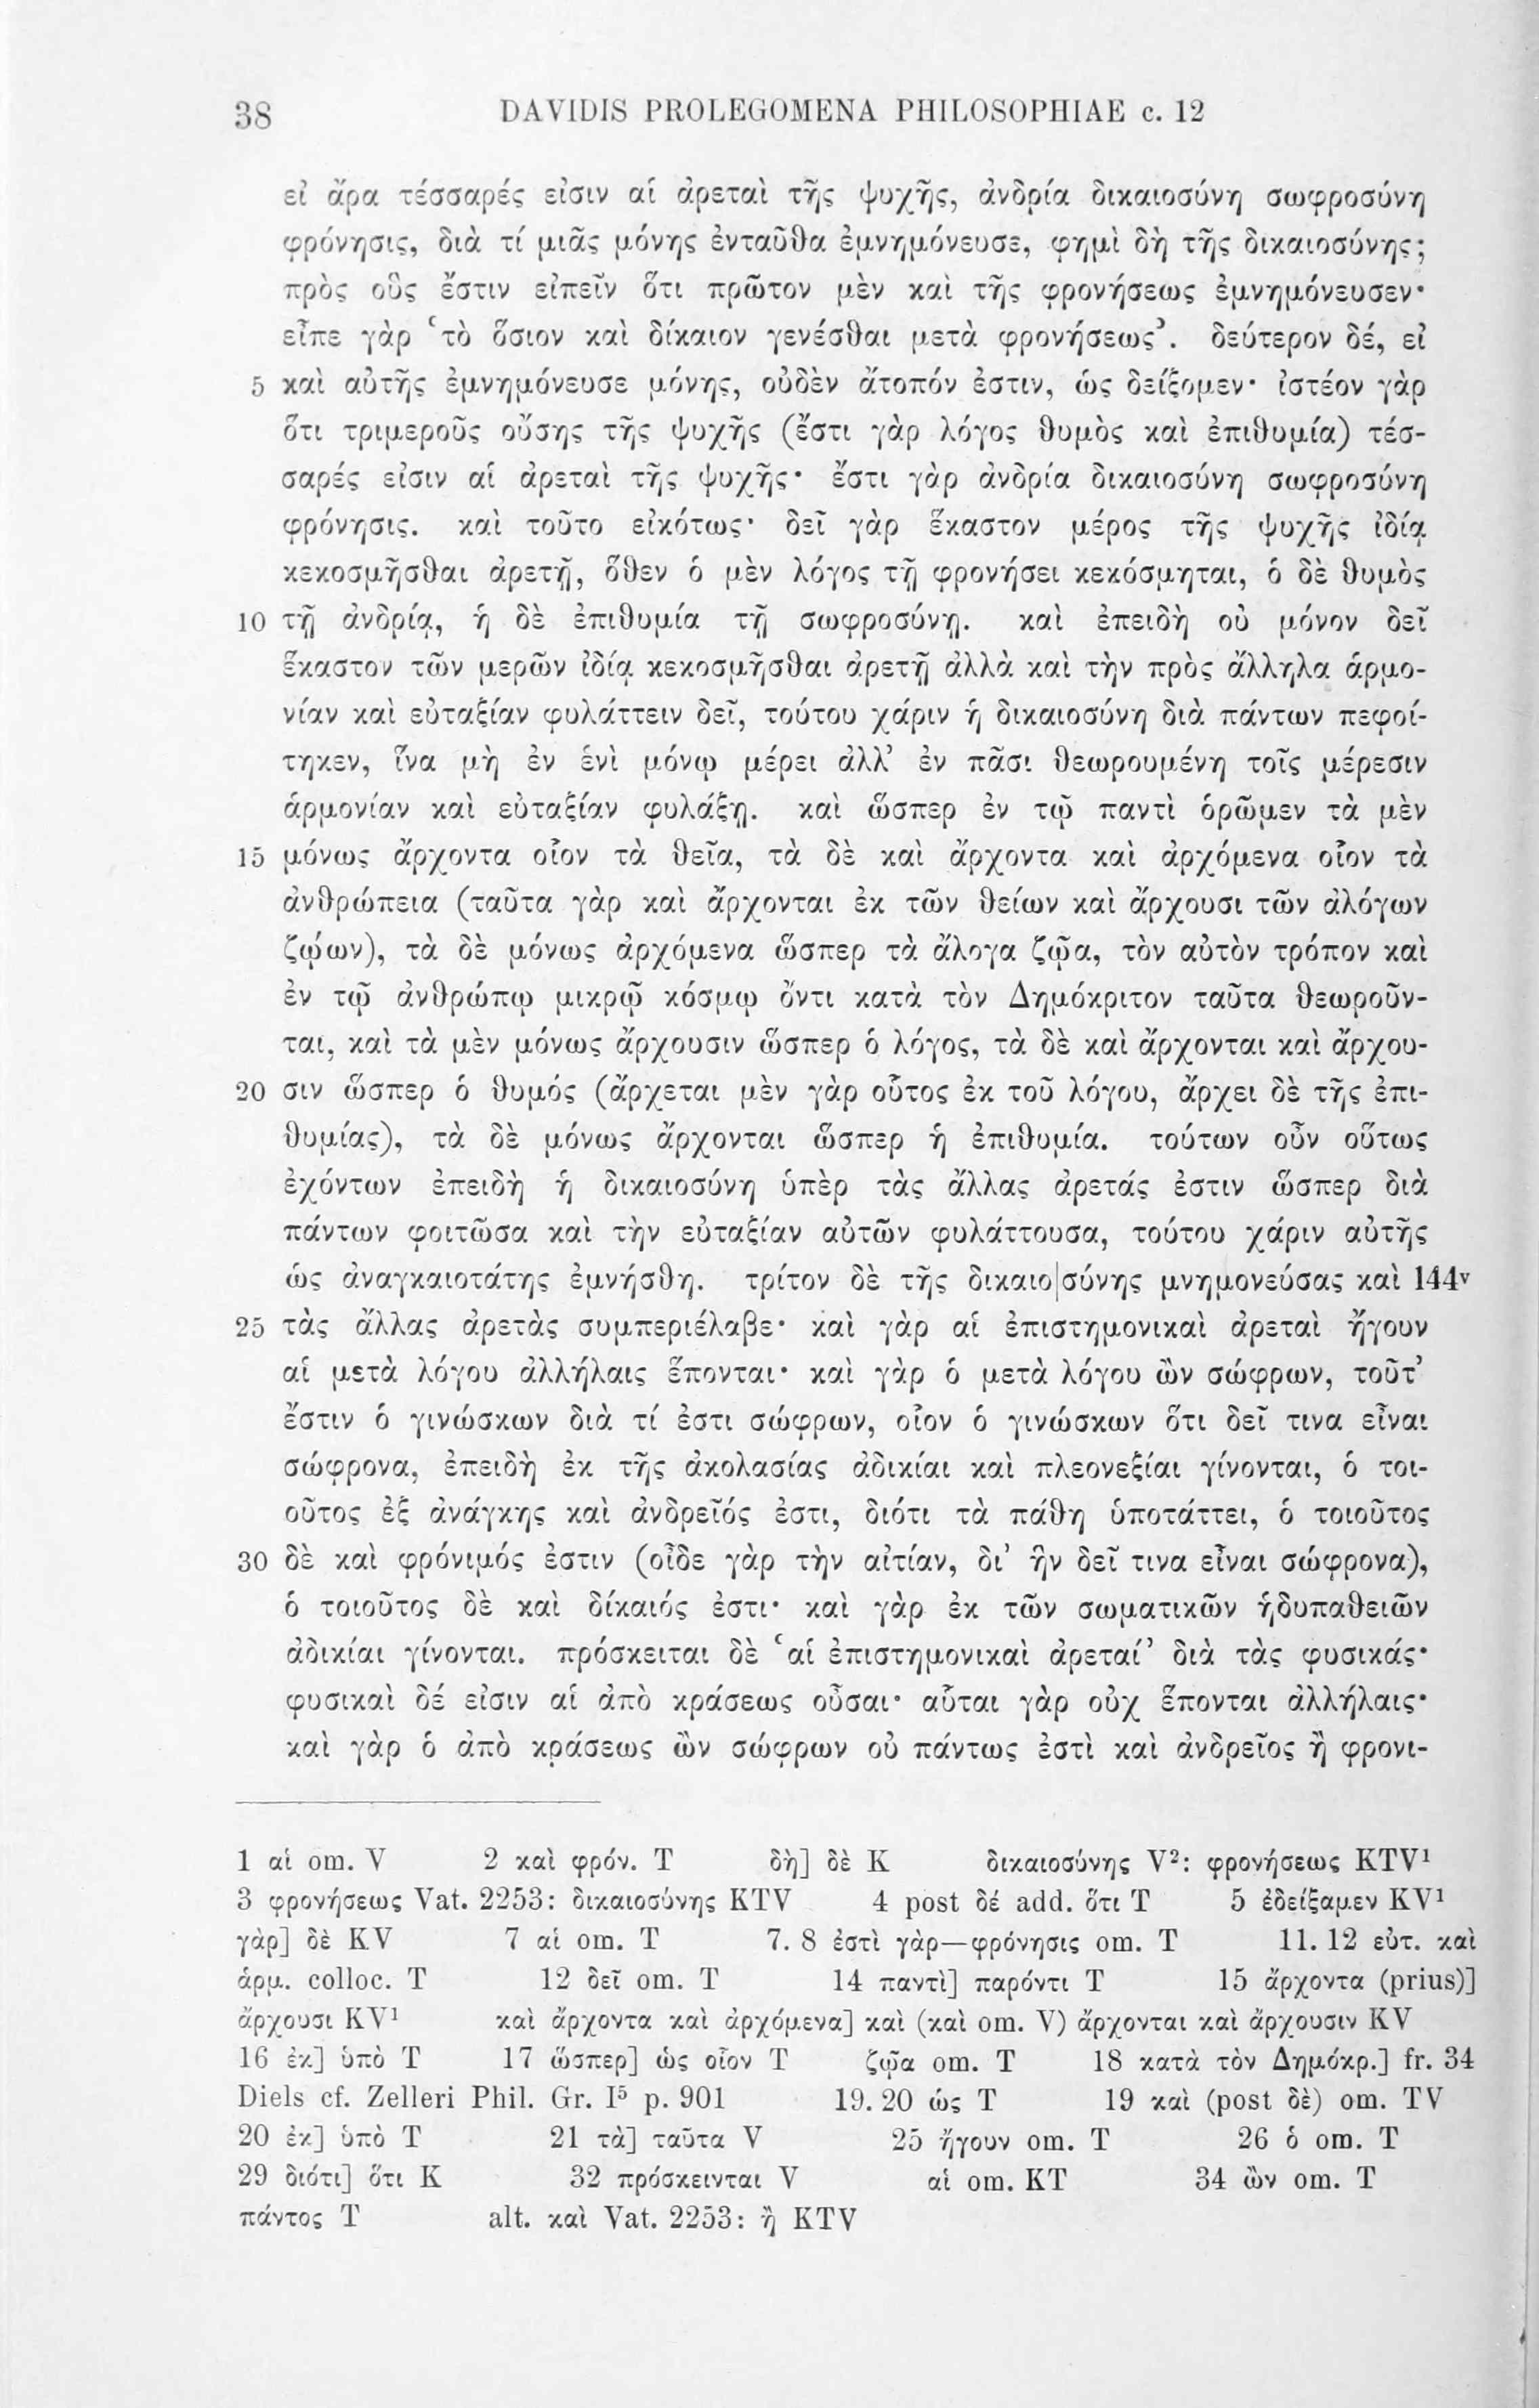 38 DAVIDIS PROLEGOMENA PHILOSOPHIAE c. 12
εἰ ἄρα τέσσαρές εἰσιν αἱ ἀρεταὶ τῆς ψυχῆς, ἀνδρία δικαιοσύνη σωφροσύνη
φρόνησις, διὰ τί μιᾶς μόνης ἐνταῦθα ἐμνημόνευσε, φημὶ δὴ τῆς δικαιοσύνης;
πρὸς οὓς ἔστιν εἰπεῖν ὅτι πρῶτον μὲν καὶ τῆς φρονήσεως ἐμνημόνευσεν·
εἶπε γὰρ ‘τὸ ὅσιον καὶ δίκαιον γενέσθαι μετὰ φρονήσεως’. δεύτερον δέ, εἰ
5 καὶ αὐτῆς ἐμνημόνευσε μόνης, οὐδὲν ἄτοπόν ἐστιν, ὡς δείξομεν· ἰστέον γὰρ
ὅτι τριμεροῦς οὔσης τῆς ψυχῆς (ἔστι γὰρ λόγος θυμὸς καὶ ἐπιθυμία) τέσ-
σαρές εἰσιν αἱ ἀρεταὶ τῆς ψυχῆς· ἔστι γὰρ ἀνδρία δικαιοσύνη σωφροσύνη
φρόνησις. καὶ τοῦτο εἰκότως· δεῖ γὰρ ἕκαστον μέρος τῆς ψυχῆς ἰδίᾳ
κεκοσμῆσθαι ἀρετῇ, ὅθεν ὁ μὲν λόγος τῇ φρονήσει κεκόσμηται, ὁ δὲ θυμὸς
10 τῇ ἀνδρίᾳ, ἡ δὲ ἐπιθυμία τῇ σωφροσύνῃ. καὶ ἐπειδὴ οὐ μόνον δεῖ
ἕκαστον τῶν μερῶν ἰδίᾳ κεκοσμῆσθαι ἀρετῇ ἀλλὰ καὶ τὴν πρὸς ἄλληλα ἁρμο-
νίαν καὶ εὐταξίαν φυλάττειν δεῖ, τούτου χάριν ἡ δικαιοσύνη διὰ πάντων πεφοί-
τηκεν, ἵνα μὴ ἐν ἑνὶ μόνῳ μέρει ἀλλ’ ἐν πᾶσι θεωρουμένη τοῖς μέρεσιν
ἁρμονίαν καὶ εὐταξίαν φυλάξῃ. καὶ ὥσπερ ἐν τῷ παντὶ ὁρῶμεν τὰ μὲν
15 μόνως ἄρχοντα οἷον τὰ θεῖα, τὰ δὲ καὶ ἄρχοντα καὶ ἀρχόμενα οἷον τὰ
ἀνθρώπεια (ταῦτα γὰρ καὶ ἄρχονται ἐκ τῶν θείων καὶ ἄρχουσι τῶν ἀλόγων
ζῴων), τὰ δὲ μόνως ἀρχόμενα ὥσπερ τὰ ἄλογα ζῷα, τὸν αὐτὸν τρόπον καὶ
ἐν τῷ ἀνθρώπῳ μικρῷ κόσμῳ ὄντι κατὰ τὸν Δημόκριτον ταῦτα θεωροῦν-
ται, καὶ τὰ μὲν μόνως ἄρχουσιν ὥσπερ ὁ λόγος, τὰ δὲ καὶ ἄρχονται καὶ ἄρχου-
20 σιν ὥσπερ ὁ θυμός (ἄρχεται μὲν γὰρ οὗτος ἐκ τοῦ λόγου, ἄρχει δὲ τῆς ἐπι-
θυμίας), τὰ δὲ μόνως ἄρχονται ὥσπερ ἡ ἐπιθυμία. τούτων οὖν οὕτως
ἐχόντων ἐπειδὴ ἡ δικαιοσύνη ὑπὲρ τὰς ἄλλας ἀρετάς ἐστιν ὥσπερ διὰ
πάντων φοιτῶσα καὶ τὴν εὐταξίαν αὐτῶν φυλάττουσα, τούτου χάριν αὐτῆς
ὡς ἀναγκαιοτάτης ἐμνήσθη. τρίτον δὲ τῆς δικαιο|σύνης μνημονεύσας καὶ 144ᵛ
25 τὰς ἄλλας ἀρετὰς συμπεριέλαβε· καὶ γὰρ αἱ ἐπιστημονικαὶ ἀρεταὶ ἤγουν
αἱ μετὰ λόγου ἀλλήλαις ἕπονται· καὶ γὰρ ὁ μετὰ λόγου ὢν σώφρων, τοῦτ’
ἔστιν ὁ γινώσκων διὰ τί ἐστι σώφρων, οἷον ὁ γινώσκων ὅτι δεῖ τινα εἶναι
σώφρονα, ἐπειδὴ ἐκ τῆς ἀκολασίας ἀδικίαι καὶ πλεονεξίαι γίνονται, ὁ τοι-
οῦτος ἐξ ἀνάγκης καὶ ἀνδρεῖός ἐστι, διότι τὰ πάθη ὑποτάττει, ὁ τοιοῦτος
30 δὲ καὶ φρόνιμός ἐστιν (οἶδε γὰρ τὴν αἰτίαν, δι’ ἣν δεῖ τινα εἶναι σώφρονα),
ὁ τοιοῦτος δὲ καὶ δίκαιός ἐστι· καὶ γὰρ ἐκ τῶν σωματικῶν ἡδυπαθειῶν
ἀδικίαι γίνονται. πρόσκειται δὲ ‘αἱ ἐπιστημονικαὶ ἀρεταί’ διὰ τὰς φυσικάς·
φυσικαὶ δέ εἰσιν αἱ ἀπὸ κράσεως οὖσαι· αὗται γὰρ οὐχ ἕπονται ἀλλήλαις·
καὶ γὰρ ὁ ἀπὸ κράσεως ὢν σώφρων οὐ πάντως ἐστὶ καὶ ἀνδρεῖος ἢ φρονι-
1 αἱ om. V 2 καὶ φρόν. T δὴ] δὲ K δικαιοσύνης V²: φρονήσεως KTV¹
3 φρονήσεως Vat. 2253: δικαιοσύνης KTV 4 post δέ add. ὅτι T 5 ἐδείξαμεν KV¹
γὰρ] δὲ KV 7 αἱ om. T 7. 8 ἐστὶ γὰρ—φρόνησις om. T 11. 12 εὐτ. καὶ
ἁρμ. colloc. T 12 δεῖ om. T 14 παντὶ] παρόντι T 15 ἄρχοντα (prius)]
ἄρχουσι KV¹ καὶ ἄρχοντα καὶ ἀρχόμενα] καὶ (καὶ om. V) ἄρχονται καὶ ἄρχουσιν KV
16 ἐκ] ὑπὸ T 17 ὥσπερ] ὡς οἷον T ζῷα om. T 18 κατὰ τὸν Δημόκρ.] fr. 34
Diels cf. Zelleri Phil. Gr. I⁵ p. 901 19. 20 ὡς T 19 καὶ (post δὲ) om. TV
20 ἐκ] ὑπὸ T 21 τὰ] ταῦτα V 25 ἤγουν om. T 26 ὁ om. T
29 διότι] ὅτι K 32 πρόσκεινται V αἱ om. KT 34 ὢν om. T
πάντος T alt. καὶ Vat. 2253: ἢ KTV